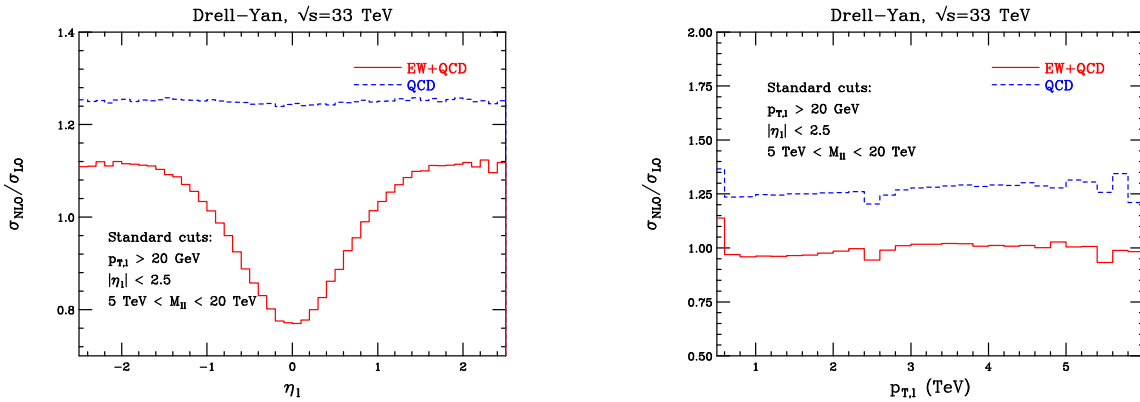 Drell-Yan, √s=33 TeV
1.4
1.2
1.0
0.8
σNLO/σLO
EW+QCD
QCD
Standard cuts:
pT,l > 20 GeV
|ηl| < 2.5
5 TeV < Mll < 20 TeV
-2
-1
0
1
2
ηl
Drell-Yan, √s=33 TeV
2.00
1.75
1.50
1.25
1.00
0.75
0.50
σNLO/σLO
EW+QCD
QCD
Standard cuts:
pT,l > 20 GeV
|ηl| < 2.5
5 TeV < Mll < 20 TeV
1
2
3
4
5
pT,l (TeV)